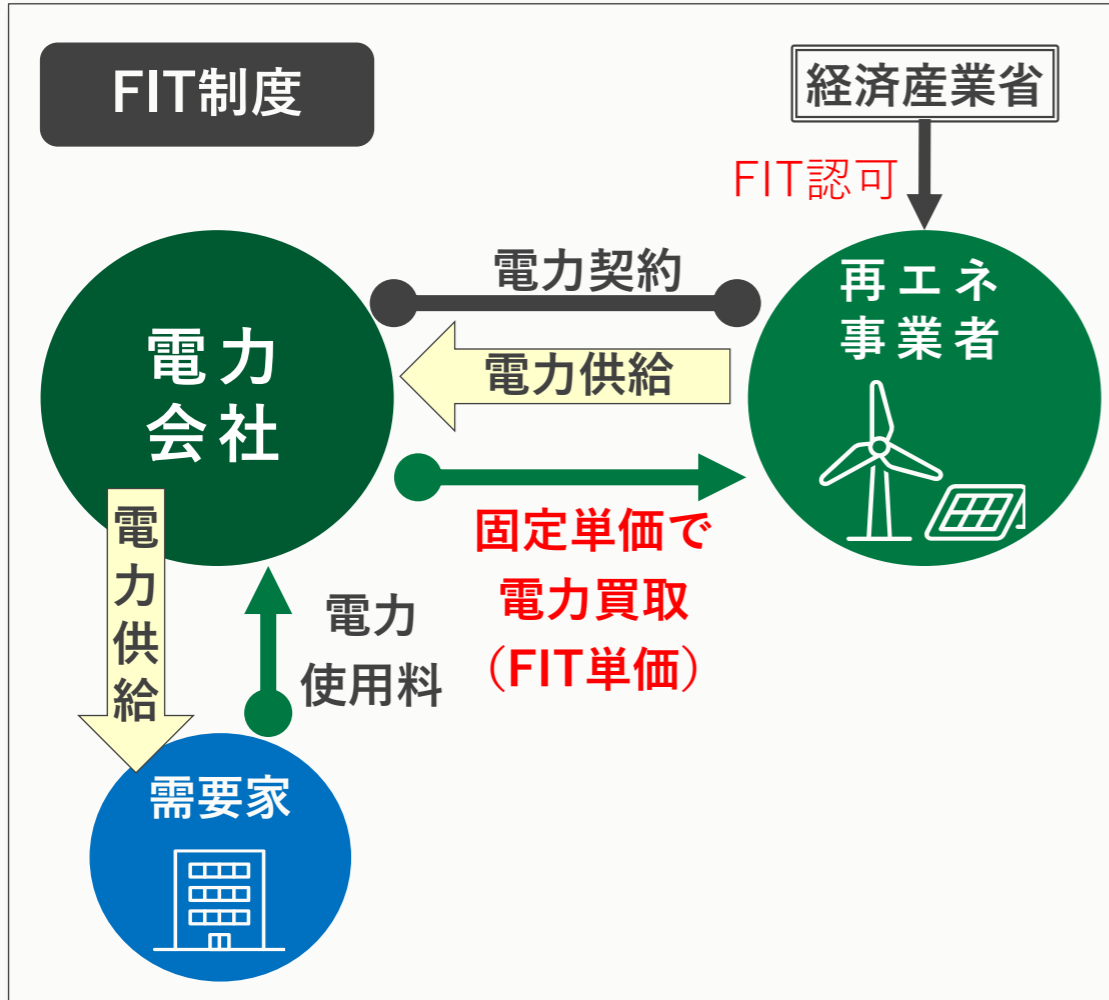 FIT制度
経済産業省
FIT認可
電力契約
再エネ
事業者
電力
会社
電力供給
固定単価で
電力買取
（FIT単価）
電力供給
電力
使用料
需要家